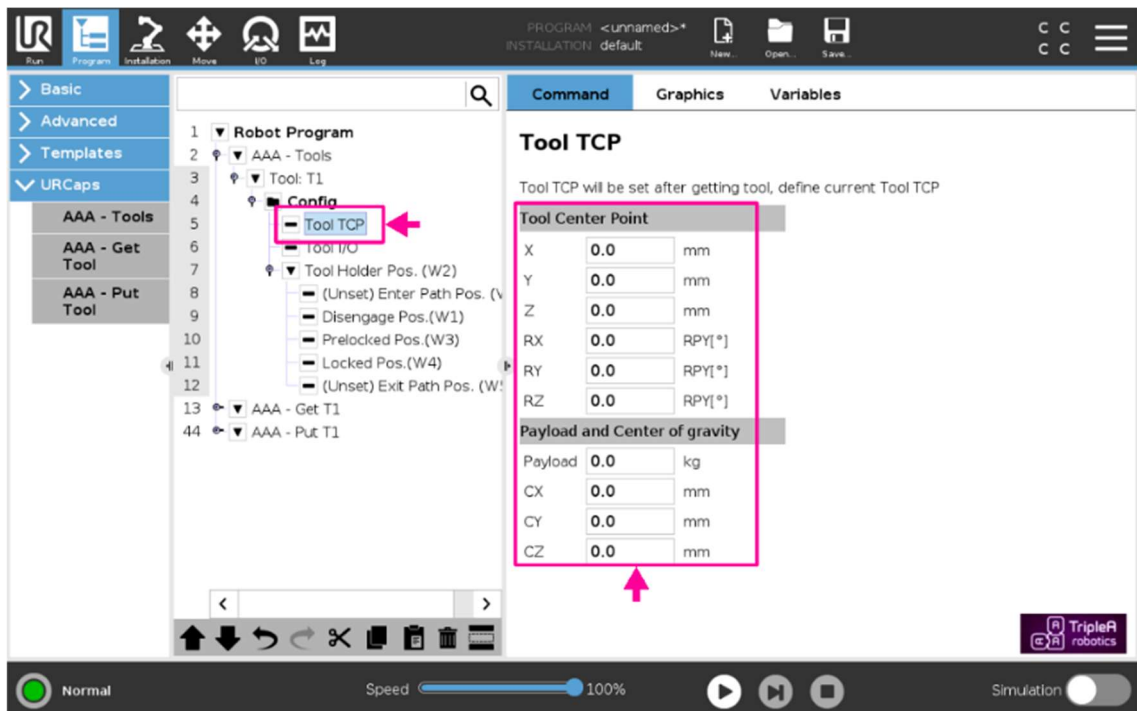 PROGRAM <unnamed>*
INSTALLATION default
Run
Program
Installation
Move
I/O
Log
New...
Open...
Save...
C C
C C
Basic
Advanced
Templates
URCaps
AAA - Tools
AAA - Get
Tool
AAA - Put
Tool
1 Robot Program
2 AAA - Tools
3 Tool: T1
4 Config
5 Tool TCP
6 Tool I/O
7 Tool Holder Pos. (W2)
8 (Unset) Enter Path Pos. (
9 Disengage Pos.(W1)
10 Prelocked Pos.(W3)
11 Locked Pos.(W4)
12 (Unset) Exit Path Pos. (W
13 AAA - Get T1
44 AAA - Put T1
Command Graphics Variables
Tool TCP
Tool TCP will be set after getting tool, define current Tool TCP
Tool Center Point
X 0.0 mm
Y 0.0 mm
Z 0.0 mm
RX 0.0 RPY[°]
RY 0.0 RPY[°]
RZ 0.0 RPY[°]
Payload and Center of gravity
Payload 0.0 kg
CX 0.0 mm
CY 0.0 mm
CZ 0.0 mm
TripleA
robotics
Normal
Speed 100%
Simulation